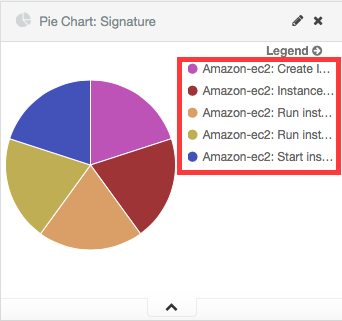 Pie Chart: Signature
Legend
Amazon-ec2: Create I...
Amazon-ec2: Instance...
Amazon-ec2: Run inst...
Amazon-ec2: Run inst...
Amazon-ec2: Start ins...